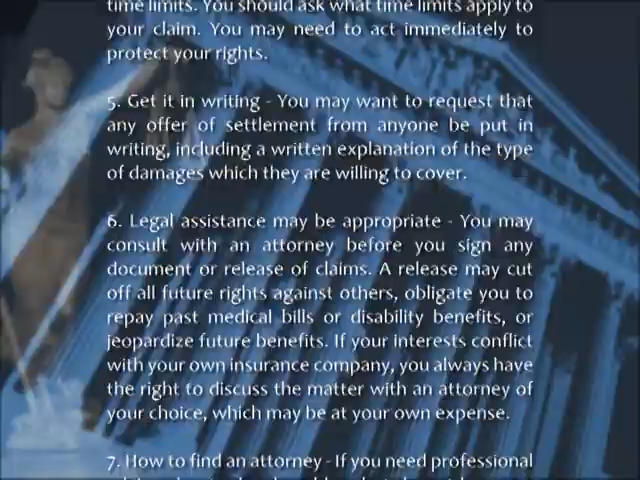 time limits. You should ask what time limits apply to
your claim. You may need to act immediately to
protect your rights.
5. Get it in writing - You may want to request that
any offer of settlement from anyone be put in
writing, including a written explanation of the type
of damages which they are willing to cover.
6. Legal assistance may be appropriate - You may
consult with an attorney before you sign any
document or release of claims. A release may cut
off all future rights against others, obligate you to
repay past medical bills or disability benefits, or
jeopardize future benefits. If your interests conflict
with your own insurance company, you always have
the right to discuss the matter with an attorney of
your choice, which may be at your own expense.
7. How to find an attorney - If you need professional